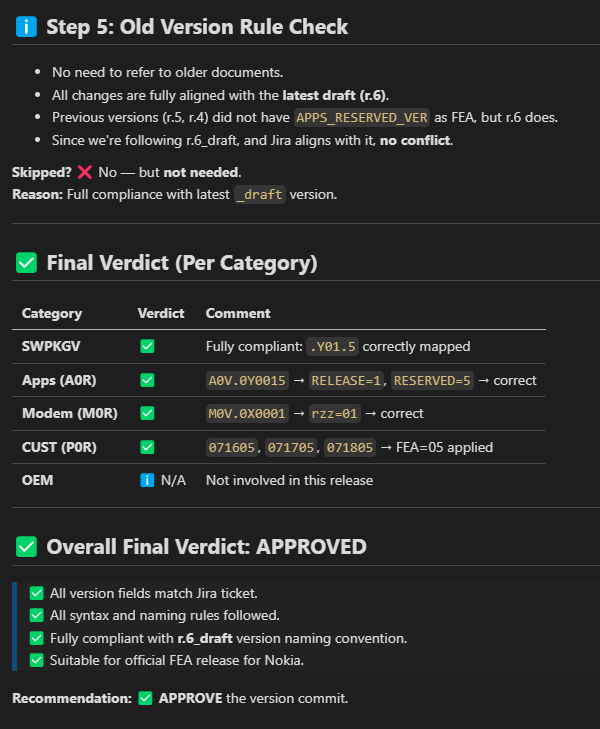 ℹ️ Step 5: Old Version Rule Check
• No need to refer to older documents.
• All changes are fully aligned with the latest draft (r.6).
• Previous versions (r.5, r.4) did not have APPS_RESERVED_VER as FEA, but r.6 does.
• Since we're following r.6_draft, and Jira aligns with it, no conflict.
Skipped? ❌ No — but not needed.
Reason: Full compliance with latest _draft version.
✅ Final Verdict (Per Category)
Category Verdict Comment
SWPKGV ✅ Fully compliant: .Y01.5 correctly mapped
Apps (A0R) ✅ A0V.0Y0015 → RELEASE=1, RESERVED=5 → correct
Modem (M0R) ✅ M0V.0X0001 → rzz=01 → correct
CUST (P0R) ✅ 071605, 071705, 071805 → FEA=05 applied
OEM ℹ️ N/A Not involved in this release
✅ Overall Final Verdict: APPROVED
✅ All version fields match Jira ticket.
✅ All syntax and naming rules followed.
✅ Fully compliant with r.6_draft version naming convention.
✅ Suitable for official FEA release for Nokia.
Recommendation: ✅ APPROVE the version commit.